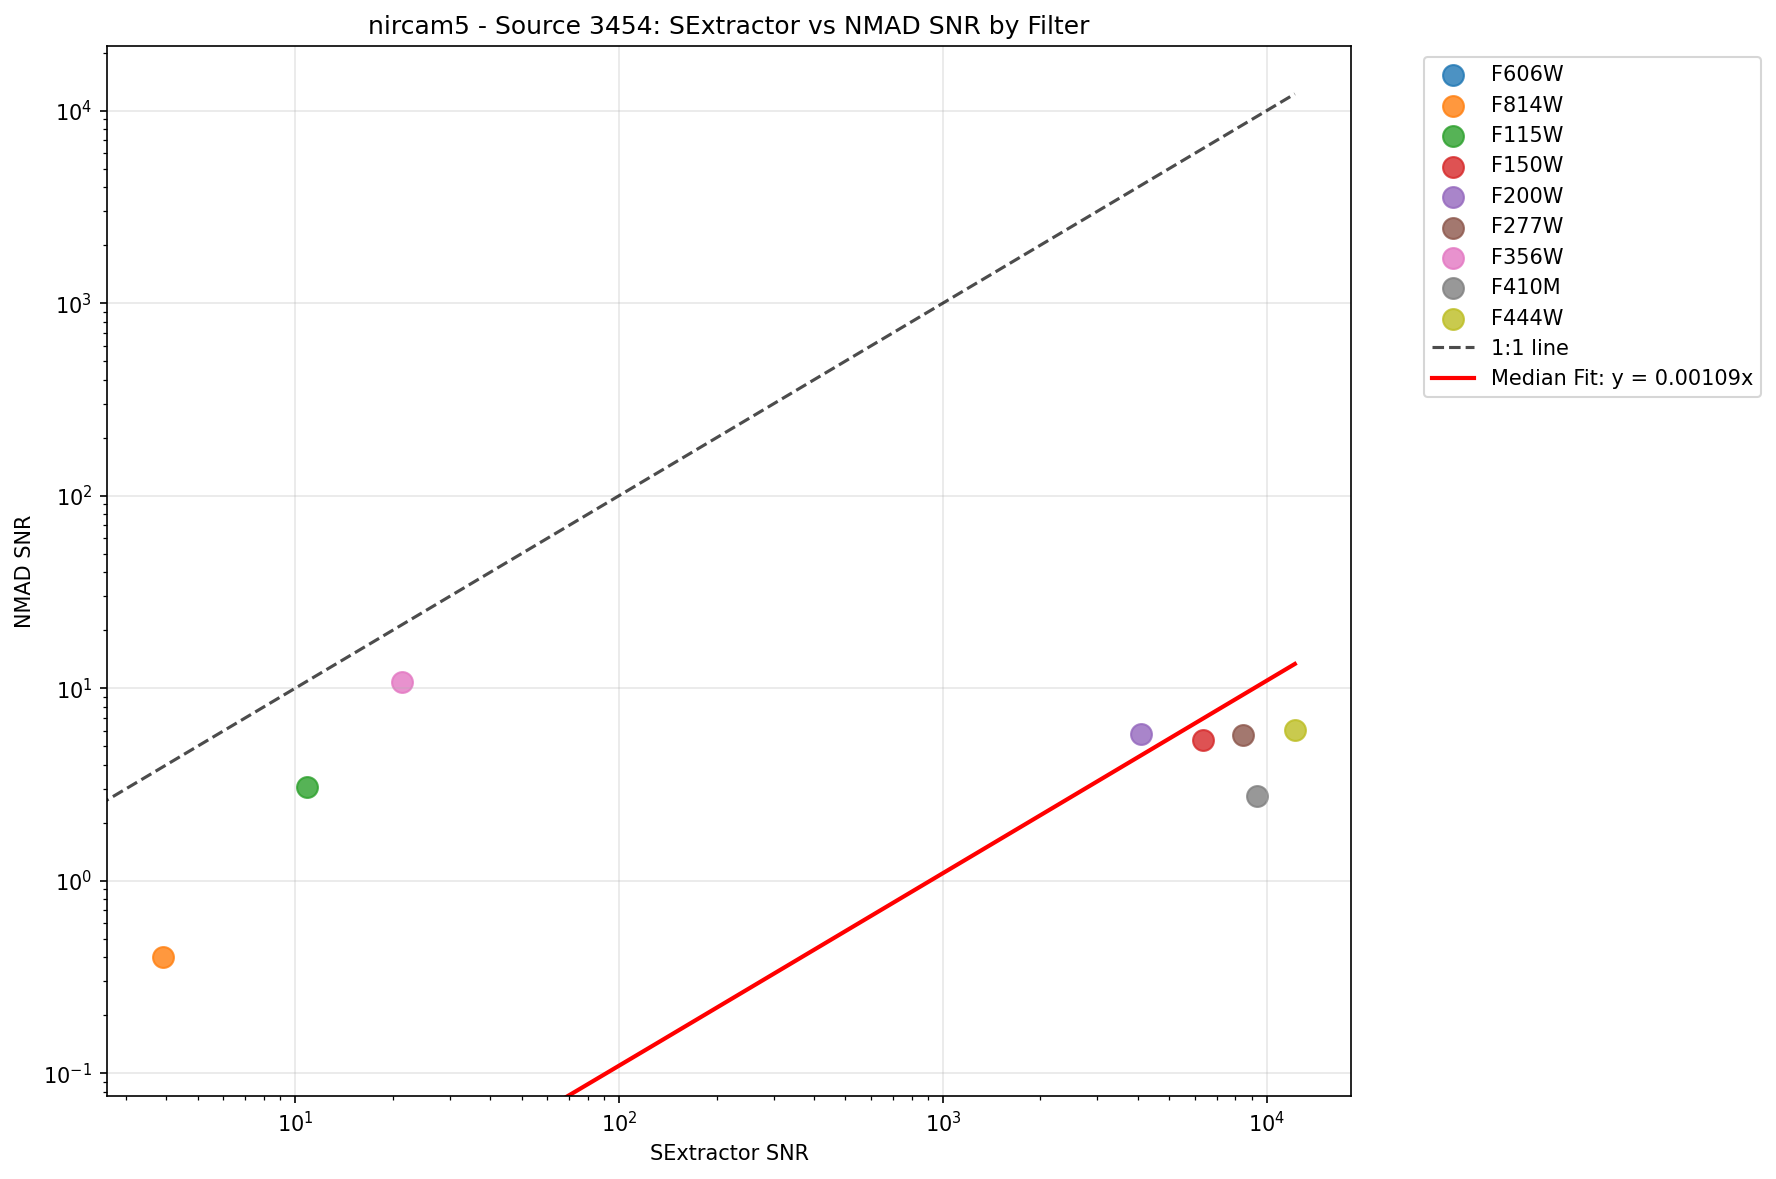 nircam5 - Source 3454: SExtractor vs NMAD SNR by Filter
NMAD SNR
10⁴
10³
10²
10¹
10⁰
10⁻¹
10¹
10²
10³
10⁴
SExtractor SNR
F606W
F814W
F115W
F150W
F200W
F277W
F356W
F410M
F444W
1:1 line
Median Fit: y = 0.00109x